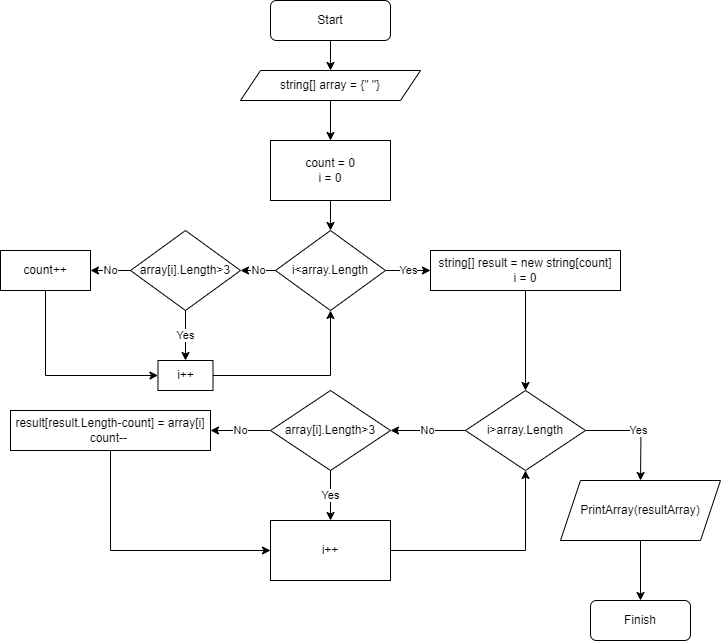 Start
string[] array = {" "}
count = 0
i = 0
i<array.Length
No
array[i].Length>3
No
count++
Yes
string[] result = new string[count]
i = 0
Yes
i++
i>array.Length
No
array[i].Length>3
No
result[result.Length-count] = array[i]
count--
Yes
Yes
i++
PrintArray(resultArray)
Finish